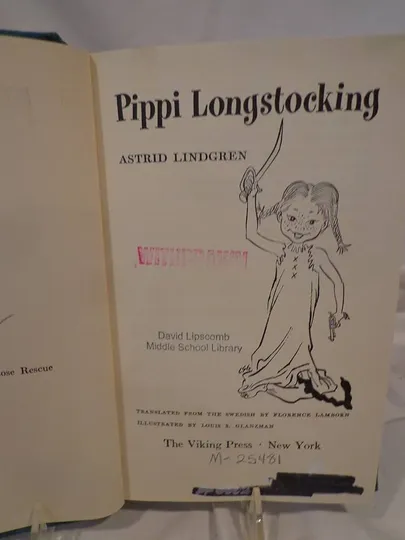 Pippi Longstocking
ASTRID LINDGREN
WITHDRAWN
David Lipscomb
Middle School Library
ose Rescue
TRANSLATED FROM THE SWEDISH BY FLORENCE LAMBORN
ILLUSTRATED BY LOUIS S. GLANZMAN
The Viking Press · New York
M-25481